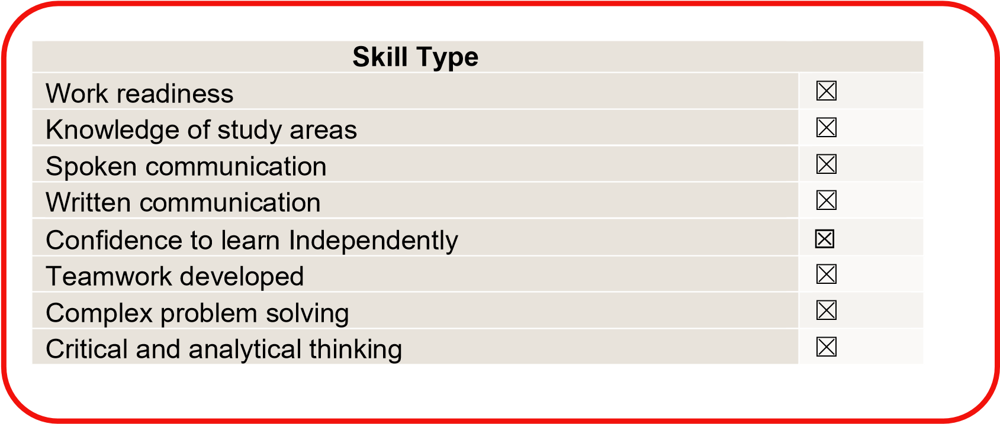 Skill Type
Work readiness ☒
Knowledge of study areas ☒
Spoken communication ☒
Written communication ☒
Confidence to learn Independently ☒
Teamwork developed ☒
Complex problem solving ☒
Critical and analytical thinking ☒